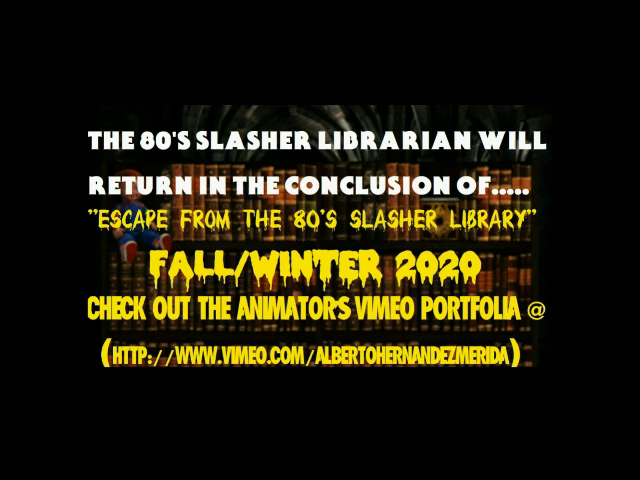 THE 80'S SLASHER LIBRARIAN WILL
RETURN IN THE CONCLUSION OF.....
"ESCAPE FROM THE 80'S SLASHER LIBRARY"
FALL/WINTER 2020
CHECK OUT THE ANIMATOR'S VIMEO PORTFOLIA @
(HTTP://WWW.VIMEO.COM/ALBERTOHERNANDEZMERIDA)